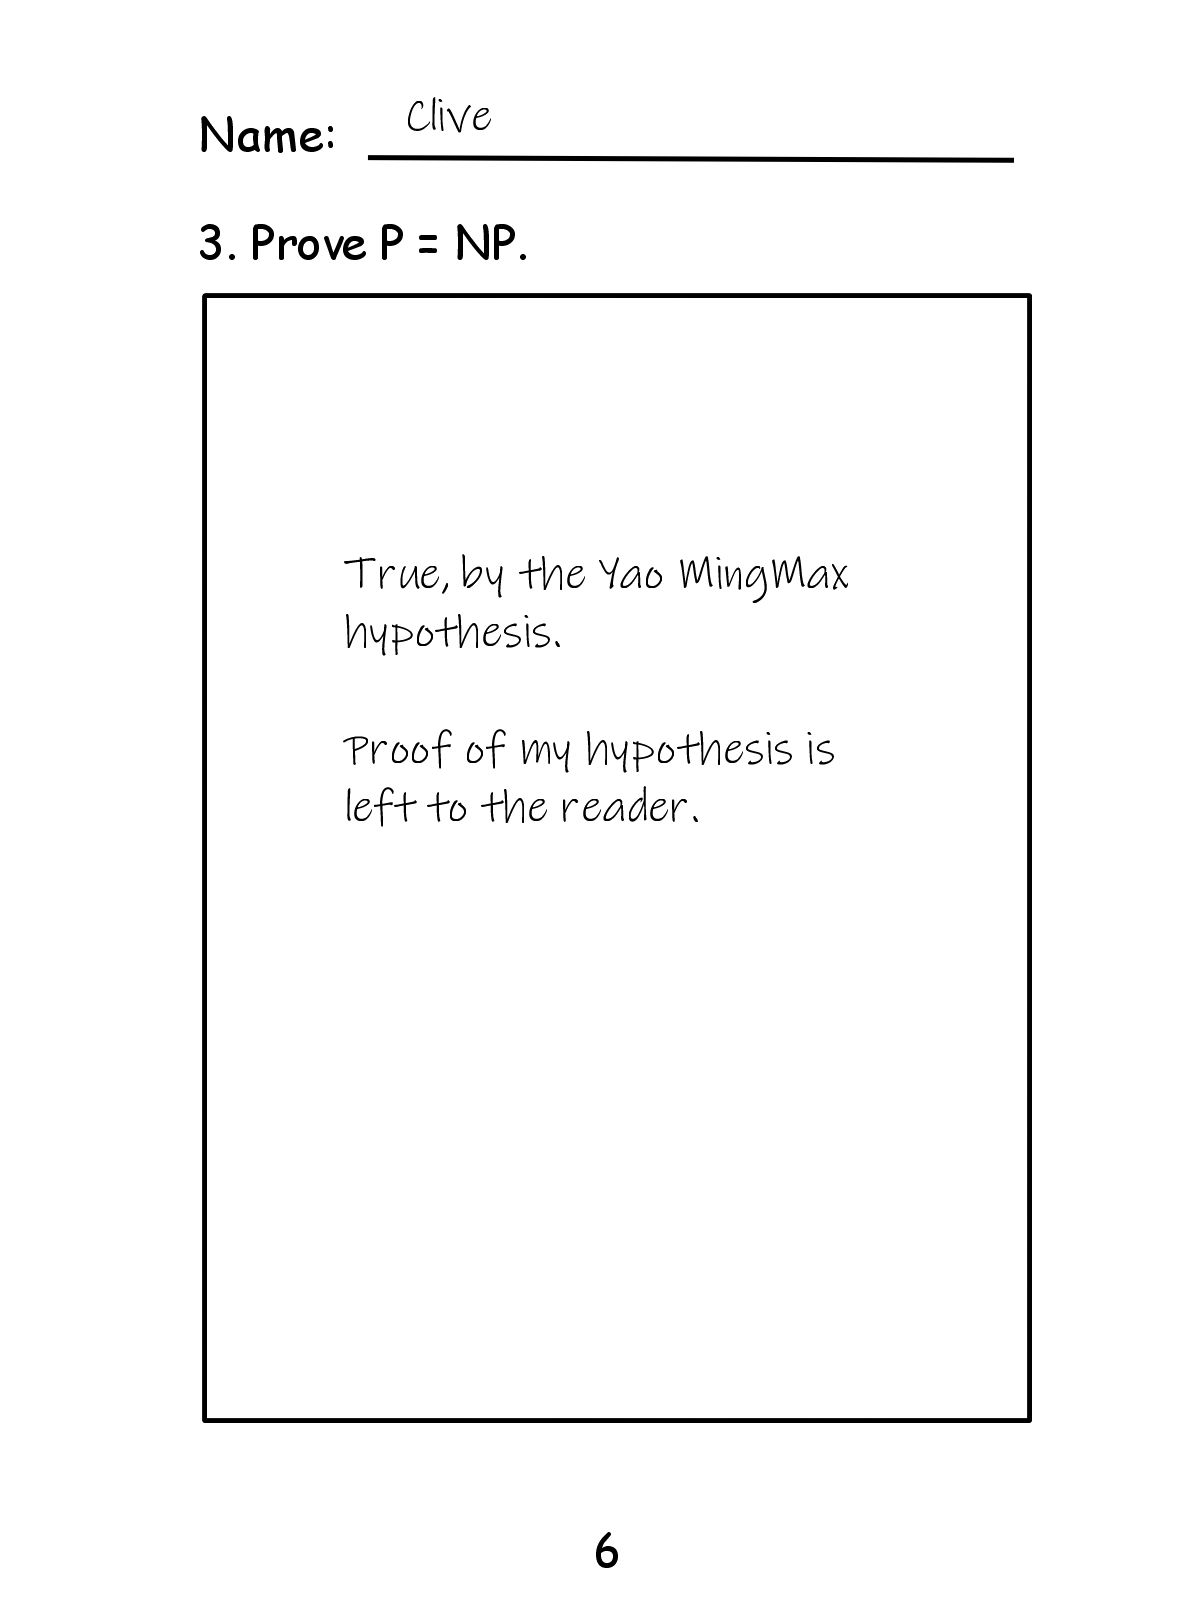 Name: Clive
3. Prove P = NP.
True, by the Yao MingMax
hypothesis.
Proof of my hypothesis is
left to the reader.
6